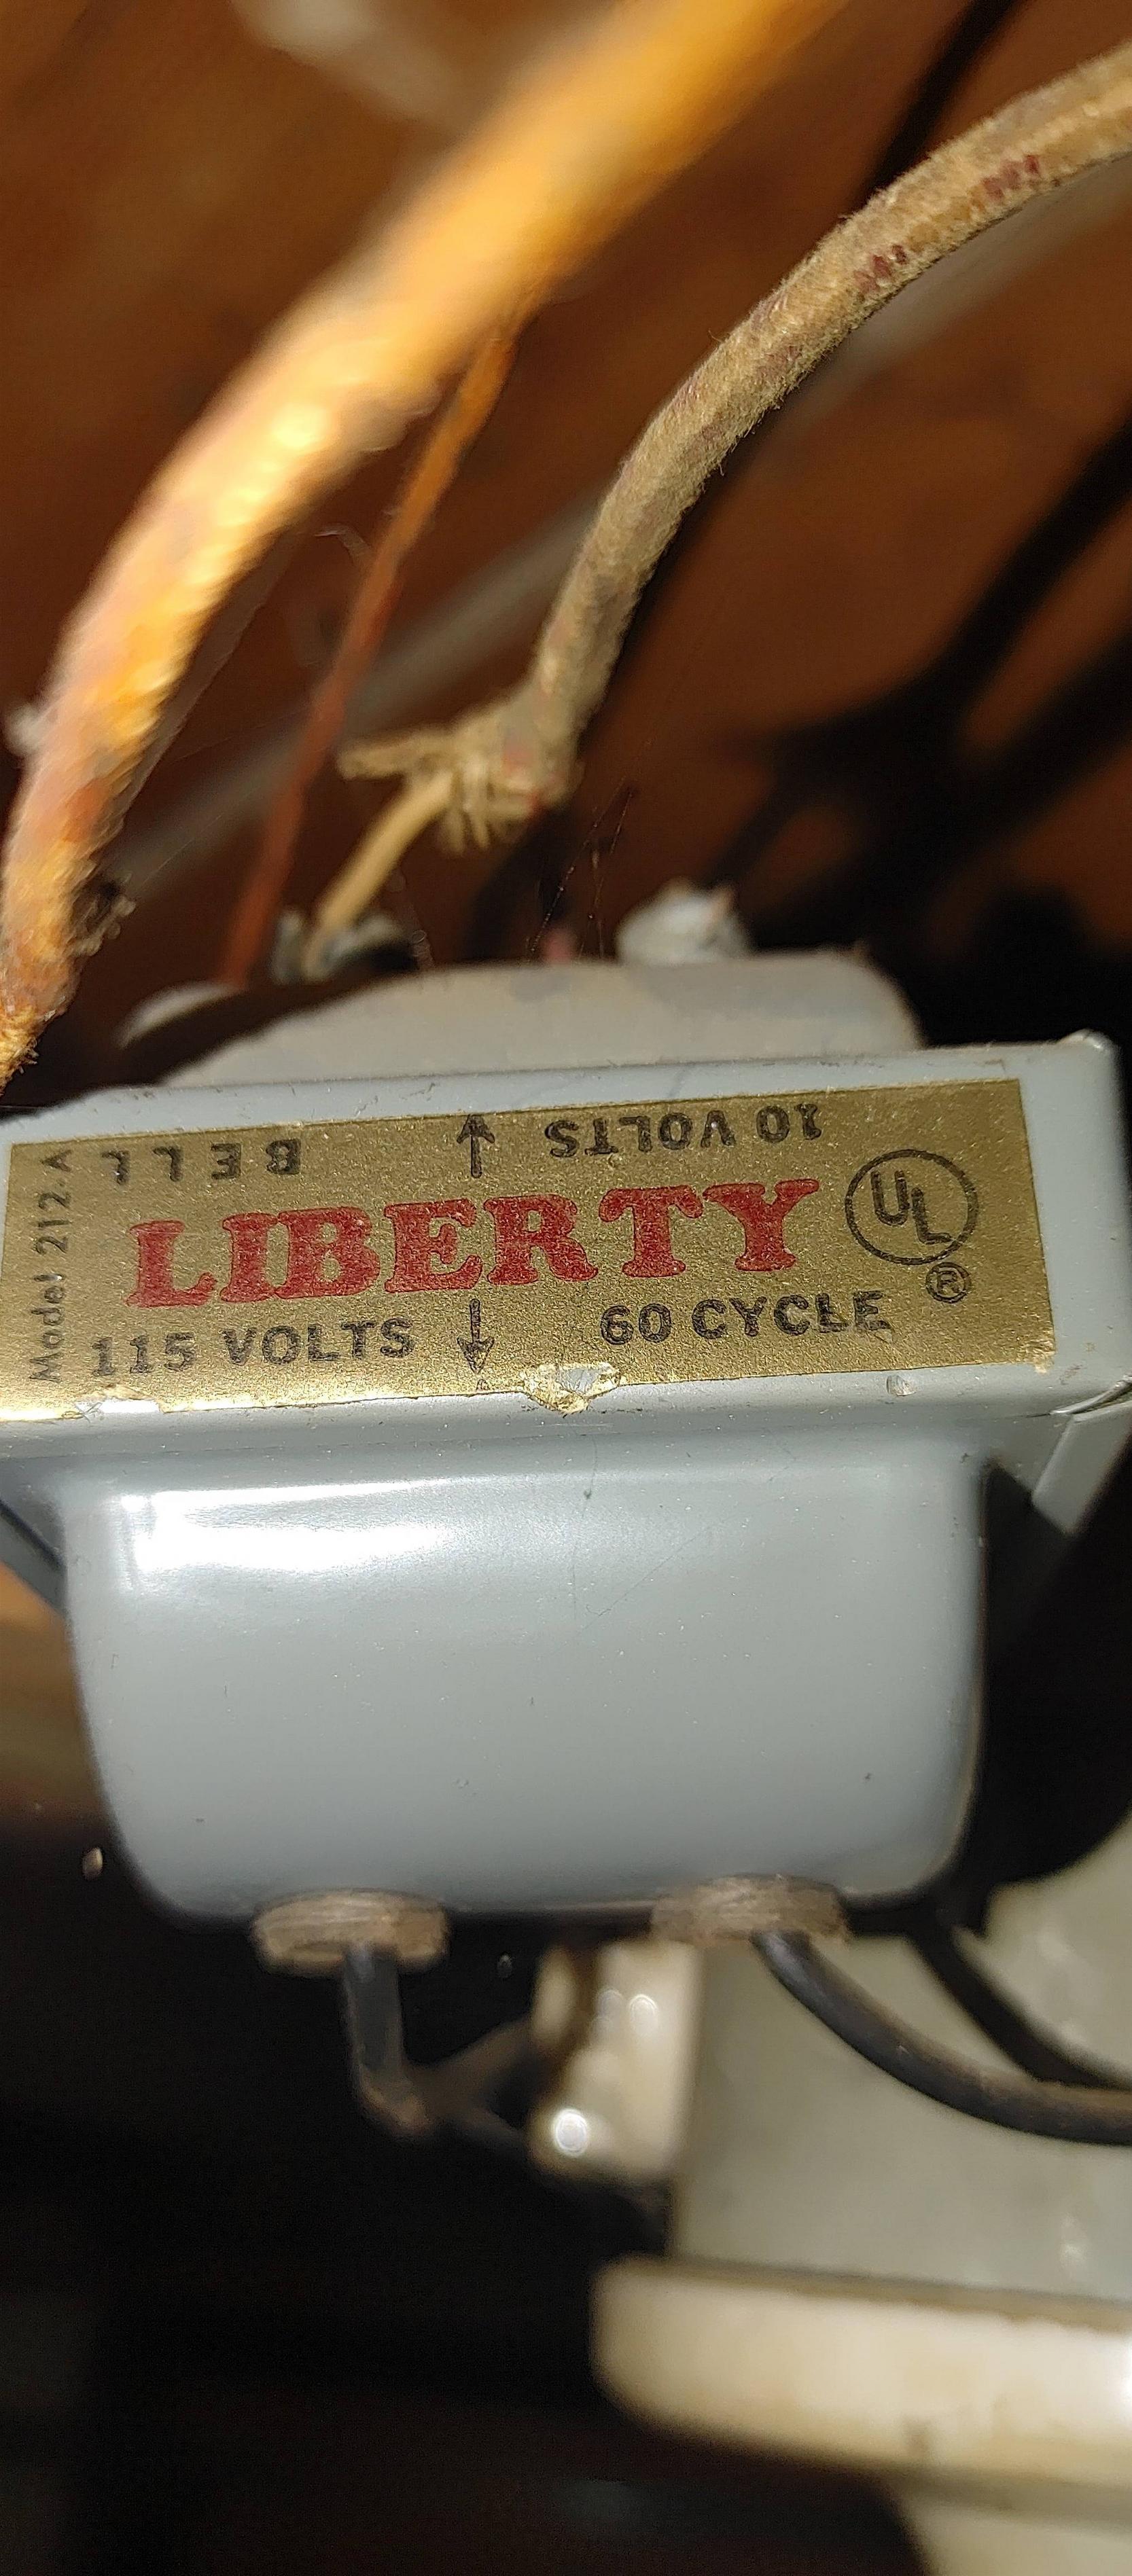 BELL 10 VOLTS
Model 212-A
LIBERTY
UL
®
115 VOLTS 60 CYCLE